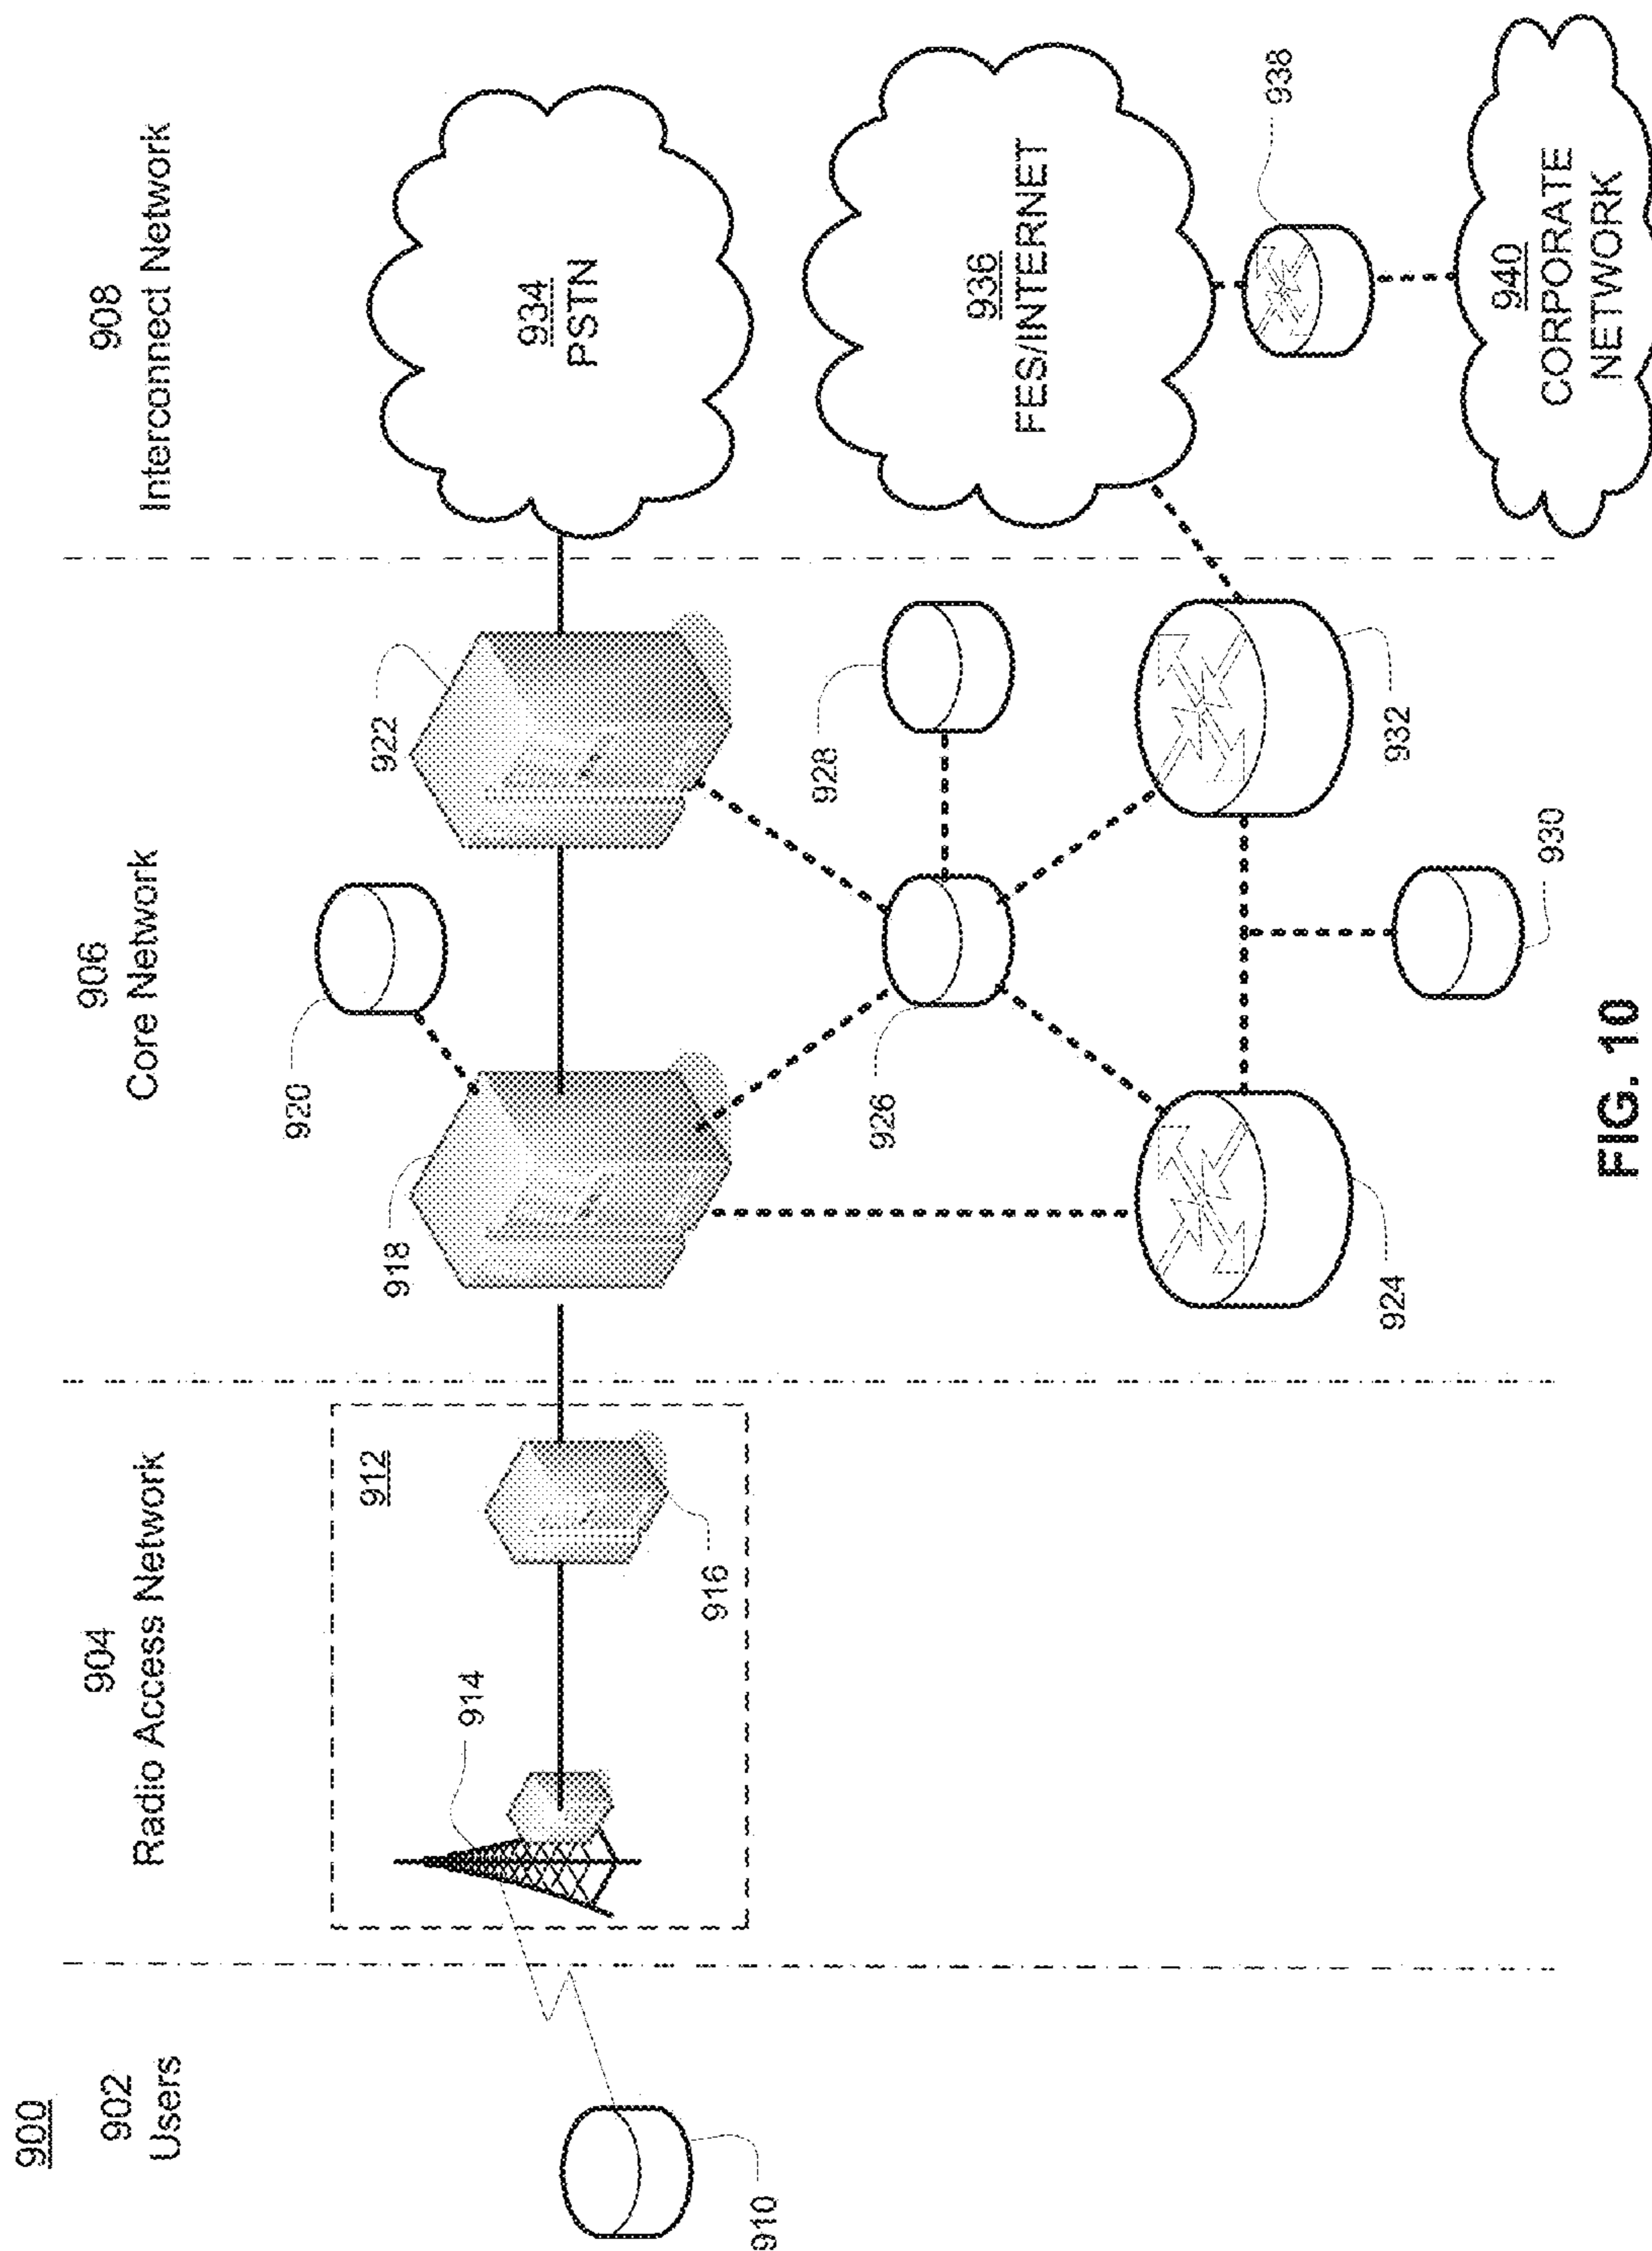 900
902
Users
904
Radio Access Network
906
Core Network
908
Interconnect Network
910
912
914
916
918
920
922
924
926
928
930
932
934
PSTN
936
FES/INTERNET
938
940
CORPORATE
NETWORK
FIG. 10